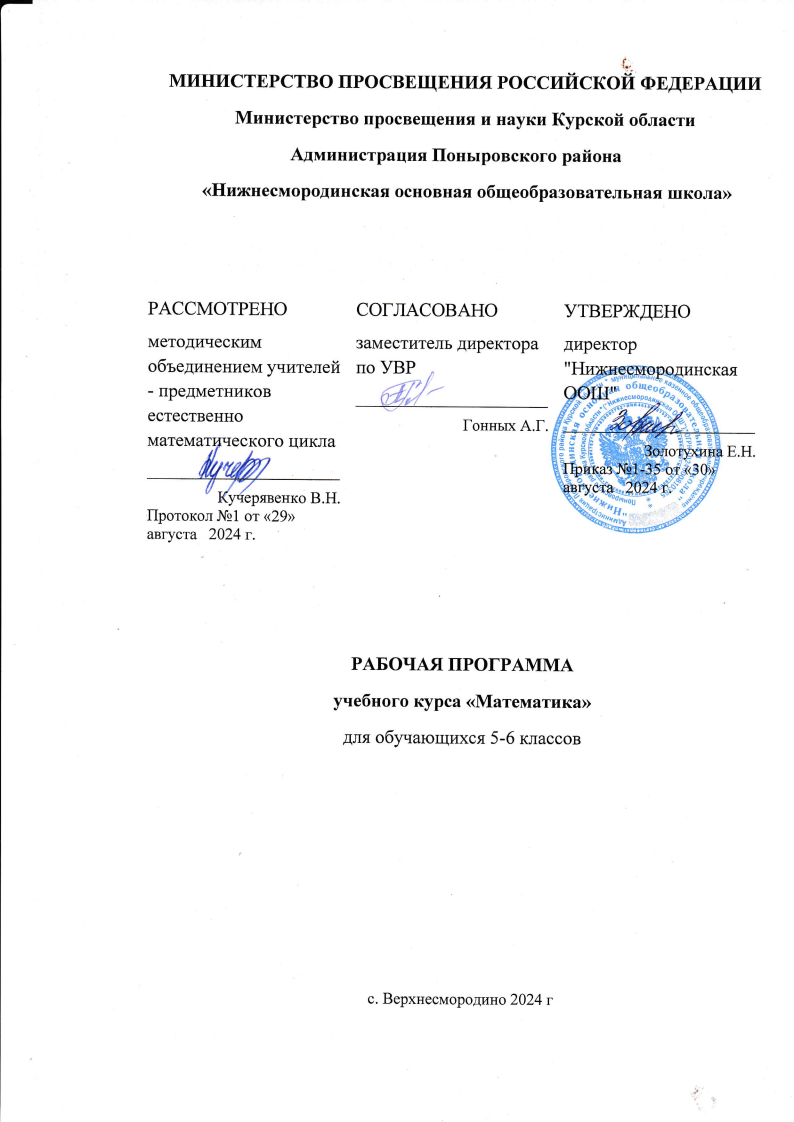 МИНИСТЕРСТВО ПРОСВЕЩЕНИЯ РОССИЙСКОЙ ФЕДЕРАЦИИ
Министерство просвещения и науки Курской области
Администрация Поныровского района
«Нижнесмородинская основная общеобразовательная школа»
РАССМОТРЕНО
методическим
объединением учителей
- предметников
естественно
математического цикла
Кучерявенко В.Н.
Протокол №1 от «29»
августа 2024 г.
СОГЛАСОВАНО
заместитель директора
по УВР
Гонных А.Г.
УТВЕРЖДЕНО
директор
"Нижнесмородинская
ООШ"
Золотухина Е.Н.
Приказ №1-35 от «30»
августа 2024 г.
РАБОЧАЯ ПРОГРАММА
учебного курса «Математика»
для обучающихся 5-6 классов
с. Верхнесмородино 2024 г